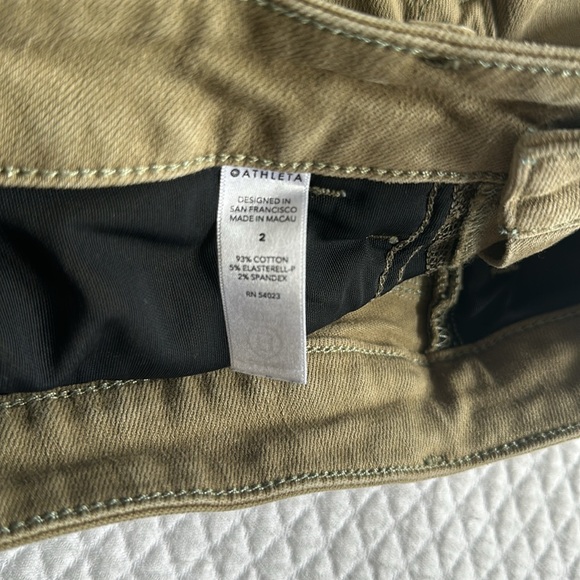 ATHLETA
DESIGNED IN
SAN FRANCISCO
MADE IN MACAU
2
93% COTTON
5% ELASTERELL-P
2% SPANDEX
RN 54023